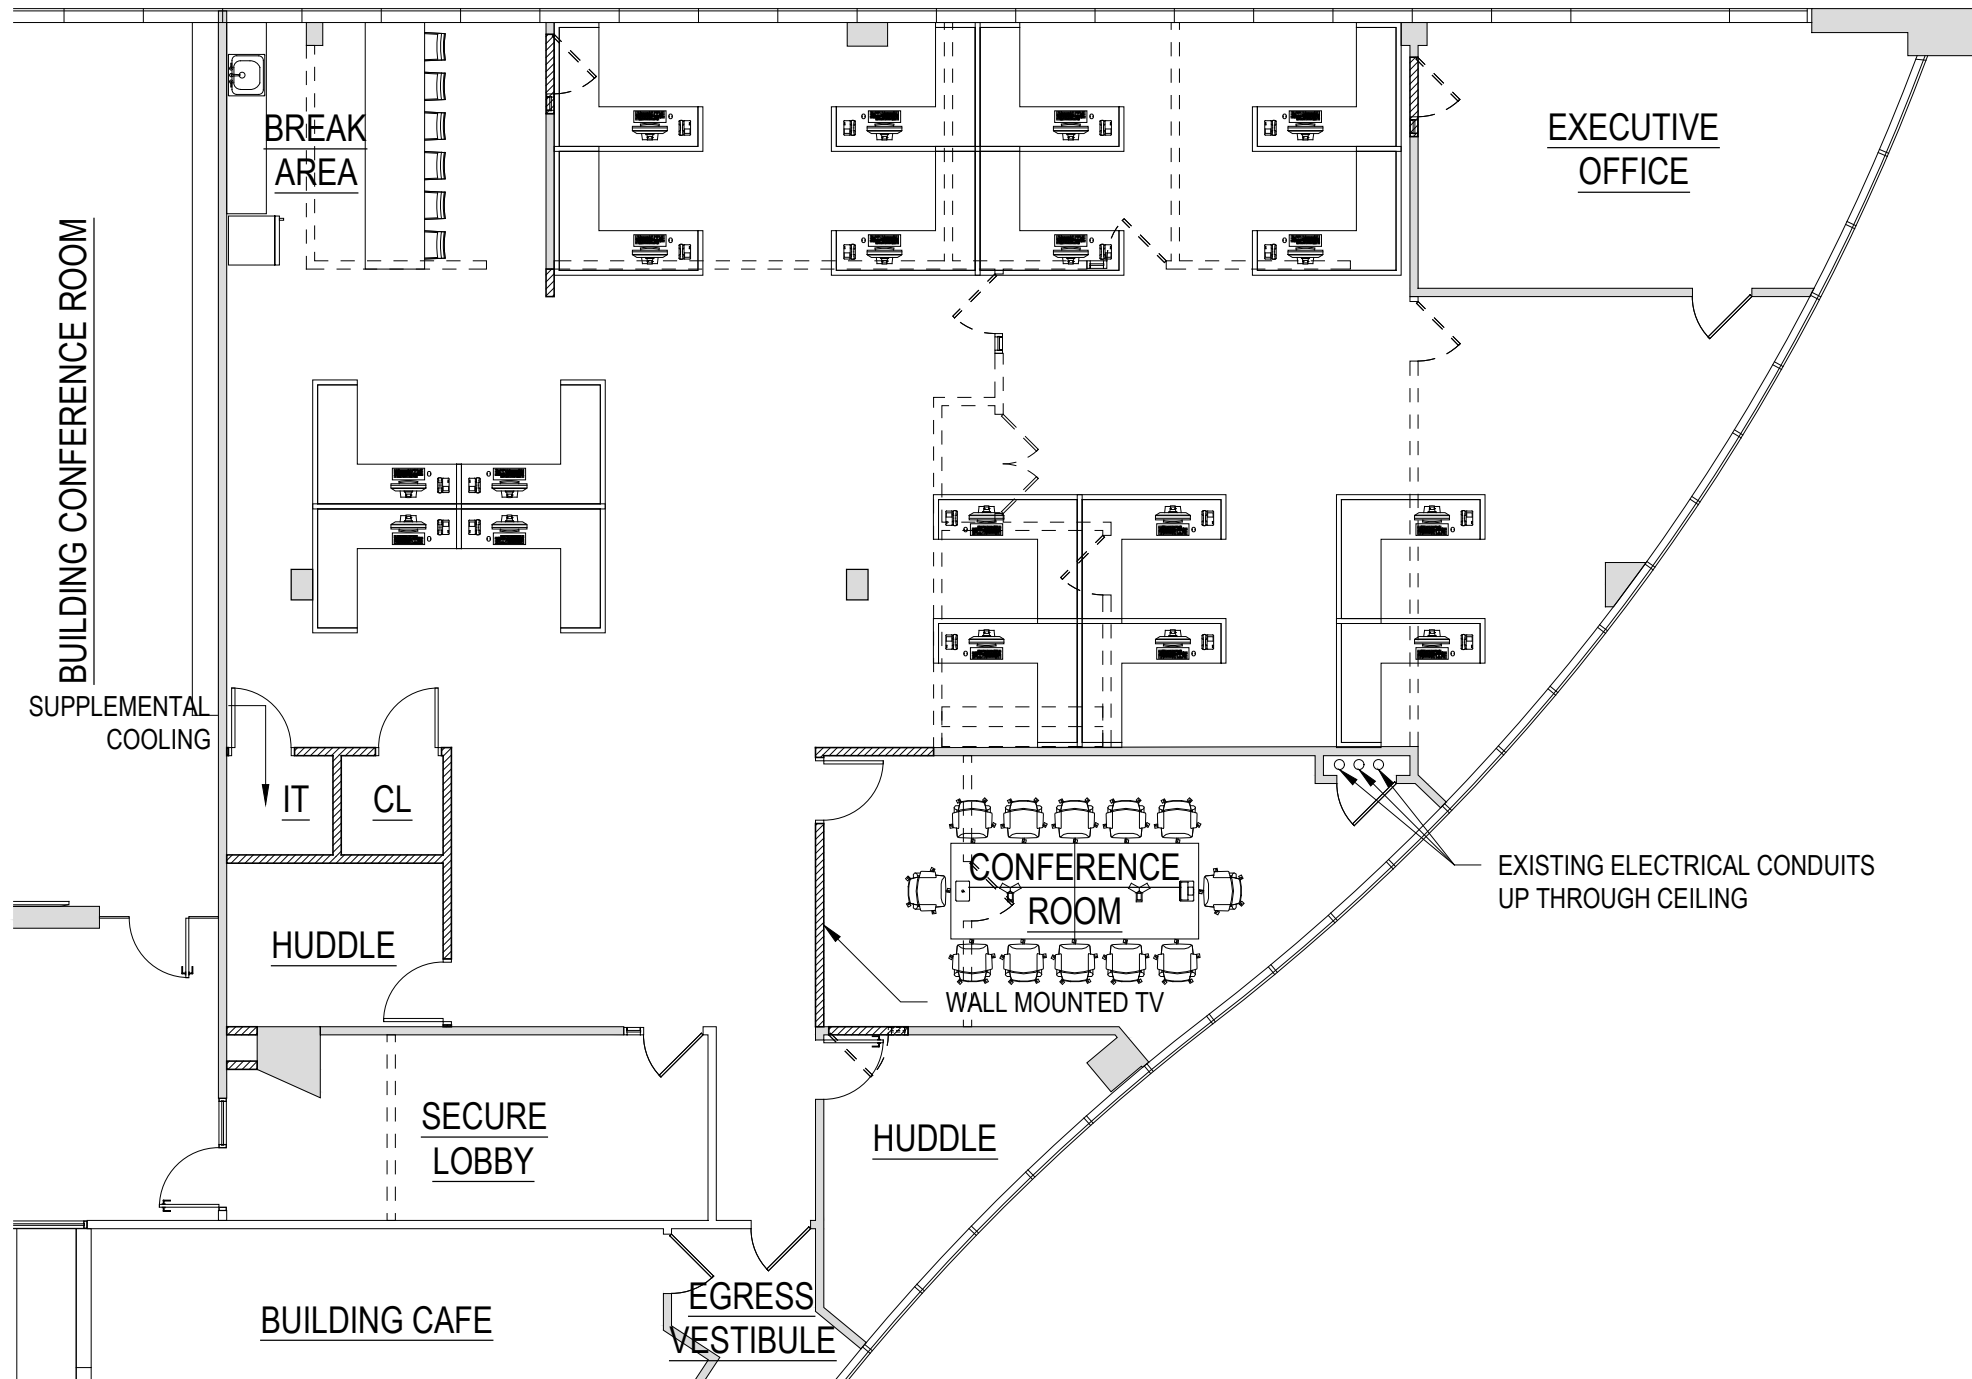 BREAK
AREA
EXECUTIVE
OFFICE
BUILDING CONFERENCE ROOM
SUPPLEMENTAL
COOLING
IT
CL
CONFERENCE
ROOM
EXISTING ELECTRICAL CONDUITS
UP THROUGH CEILING
HUDDLE
WALL MOUNTED TV
SECURE
LOBBY
HUDDLE
BUILDING CAFE
EGRESS
VESTIBULE